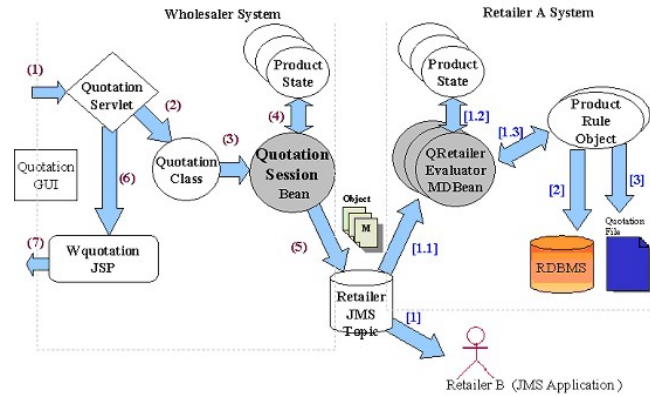 Wholesaler System
Retailer A System
(1)
Quotation
Servlet
(2)
Product
State
(4)
Product
State
[1.2]
Product
Rule
Object
[1.3]
(3)
Quotation
GUI
Quotation
Class
Quotation
Session
Bean
QRetailer
Evaluator
MDBean
(6)
[2]
[3]
Object
M
Quotation
File
(7)
Wquotation
JSP
(5)
[1.1]
RDBMS
Retailer
JMS
Topic
[1]
Retailer B (JMS Application)